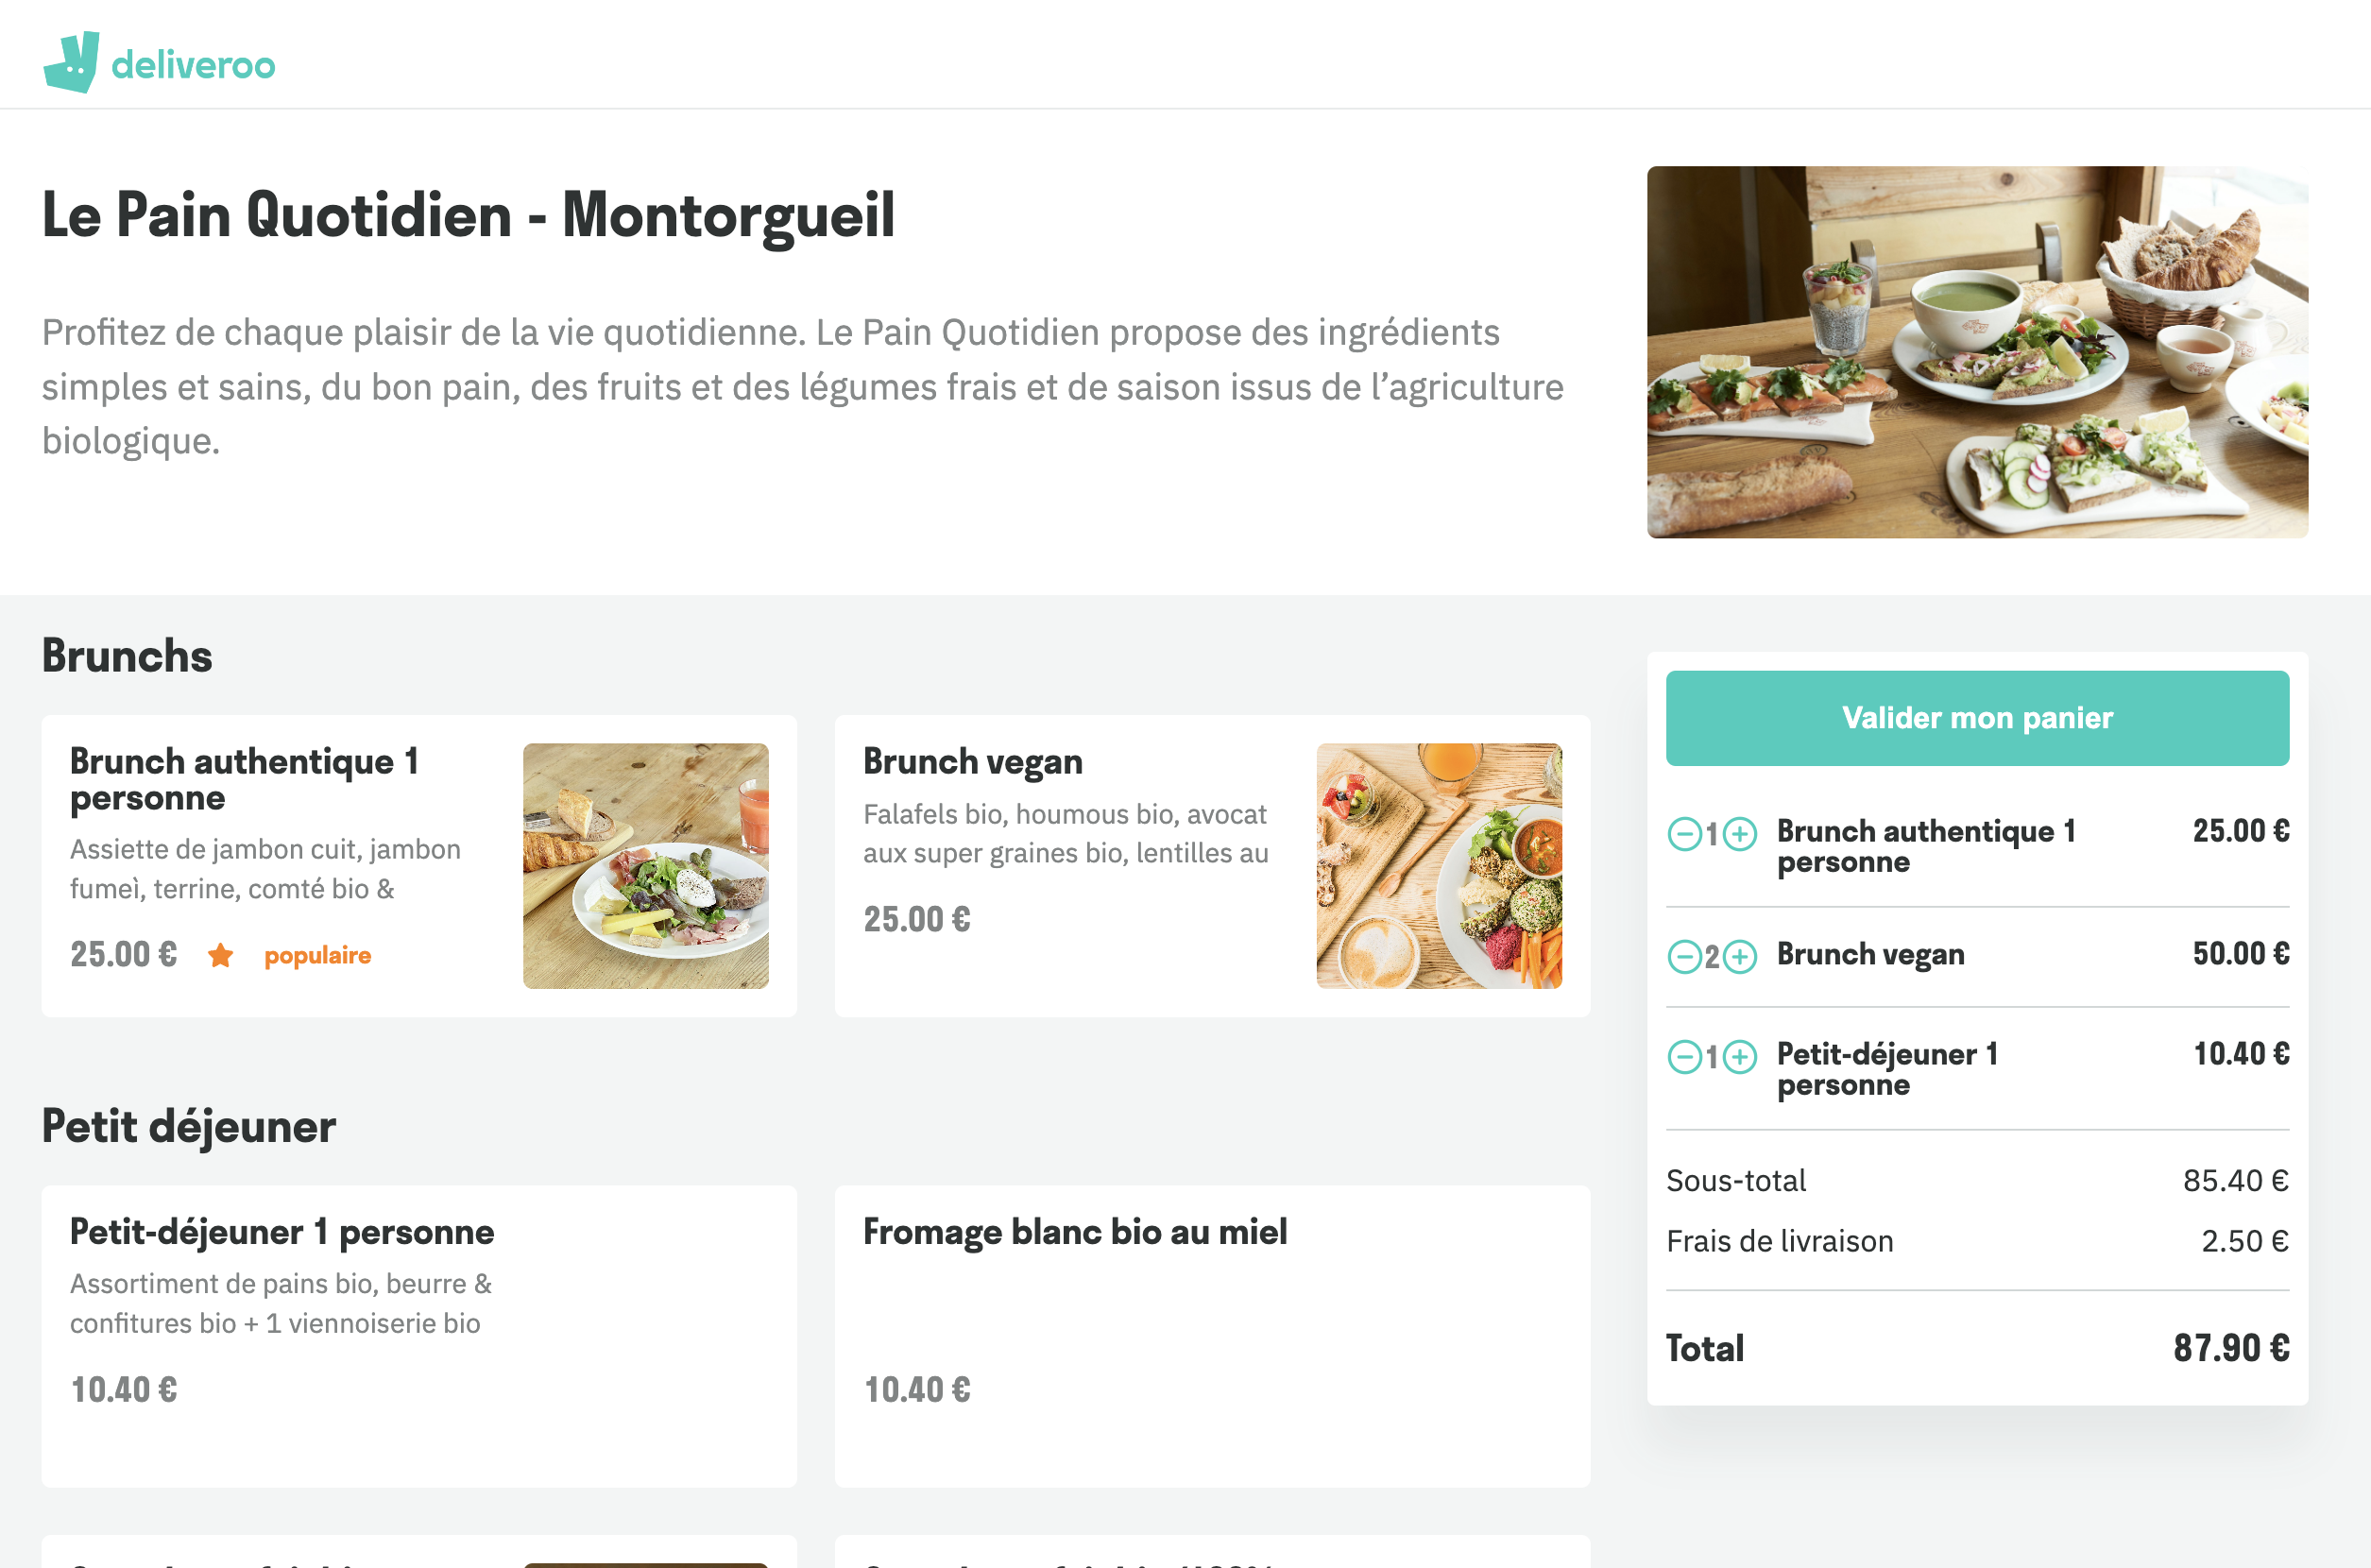 deliveroo
Le Pain Quotidien - Montorgueil
Profitez de chaque plaisir de la vie quotidienne. Le Pain Quotidien propose des ingrédients
simples et sains, du bon pain, des fruits et des légumes frais et de saison issus de l’agriculture
biologique.
Brunchs
Brunch authentique 1
personne
Assiette de jambon cuit, jambon
fumeì, terrine, comté bio &
25.00 €
populaire
Brunch vegan
Falafels bio, houmous bio, avocat
aux super graines bio, lentilles au
25.00 €
Petit déjeuner
Petit-déjeuner 1 personne
Assortiment de pains bio, beurre &
confitures bio + 1 viennoiserie bio
10.40 €
Fromage blanc bio au miel
10.40 €
Valider mon panier
1 Brunch authentique 1 25.00 €
personne
2 Brunch vegan 50.00 €
1 Petit-déjeuner 1 10.40 €
personne
Sous-total 85.40 €
Frais de livraison 2.50 €
Total 87.90 €